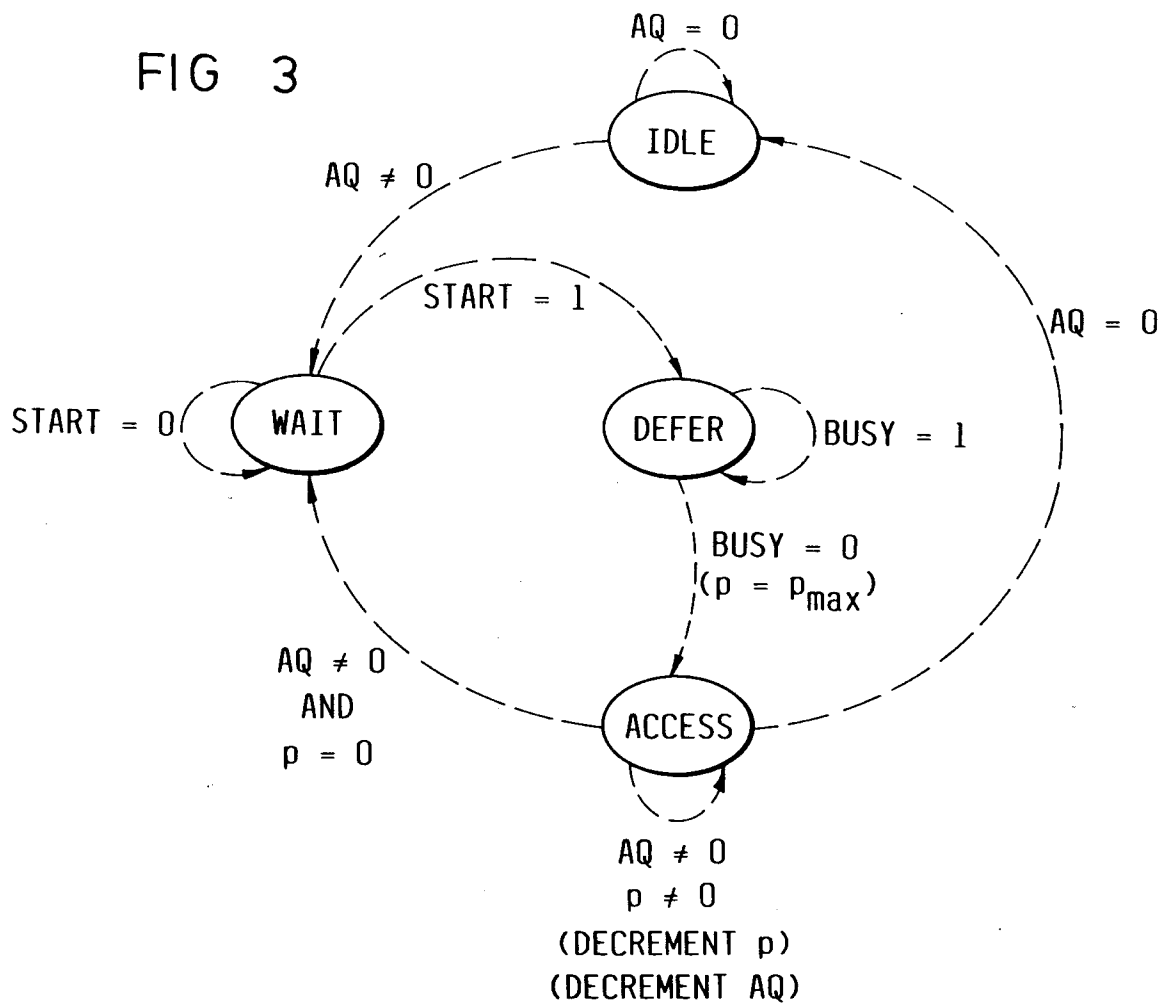 FIG 3
AQ = 0
IDLE
AQ ≠ 0
START = 1
AQ = 0
START = 0
WAIT
DEFER
BUSY = 1
BUSY = 0
(p = pmax)
AQ ≠ 0
AND
p = 0
ACCESS
AQ ≠ 0
p ≠ 0
(DECREMENT p)
(DECREMENT AQ)